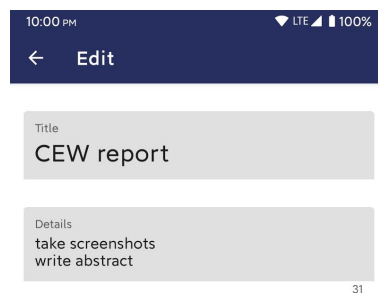 10:00 PM LTE 100%
Edit
Title
CEW report
Details
take screenshots
write abstract
31